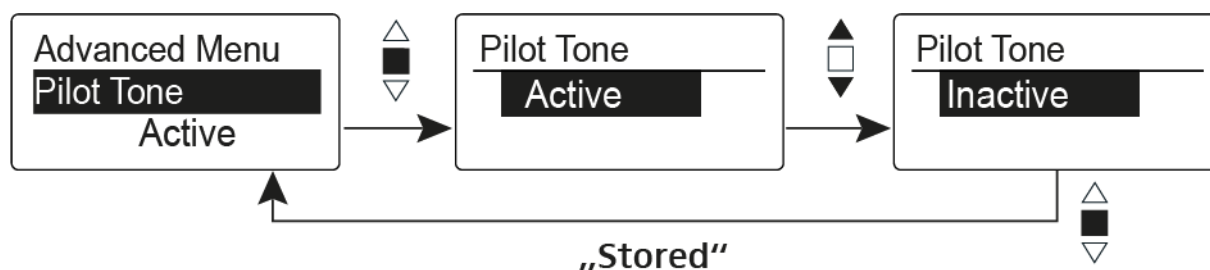 Advanced Menu
Pilot Tone
Active
Pilot Tone
Active
Pilot Tone
Inactive
„Stored“